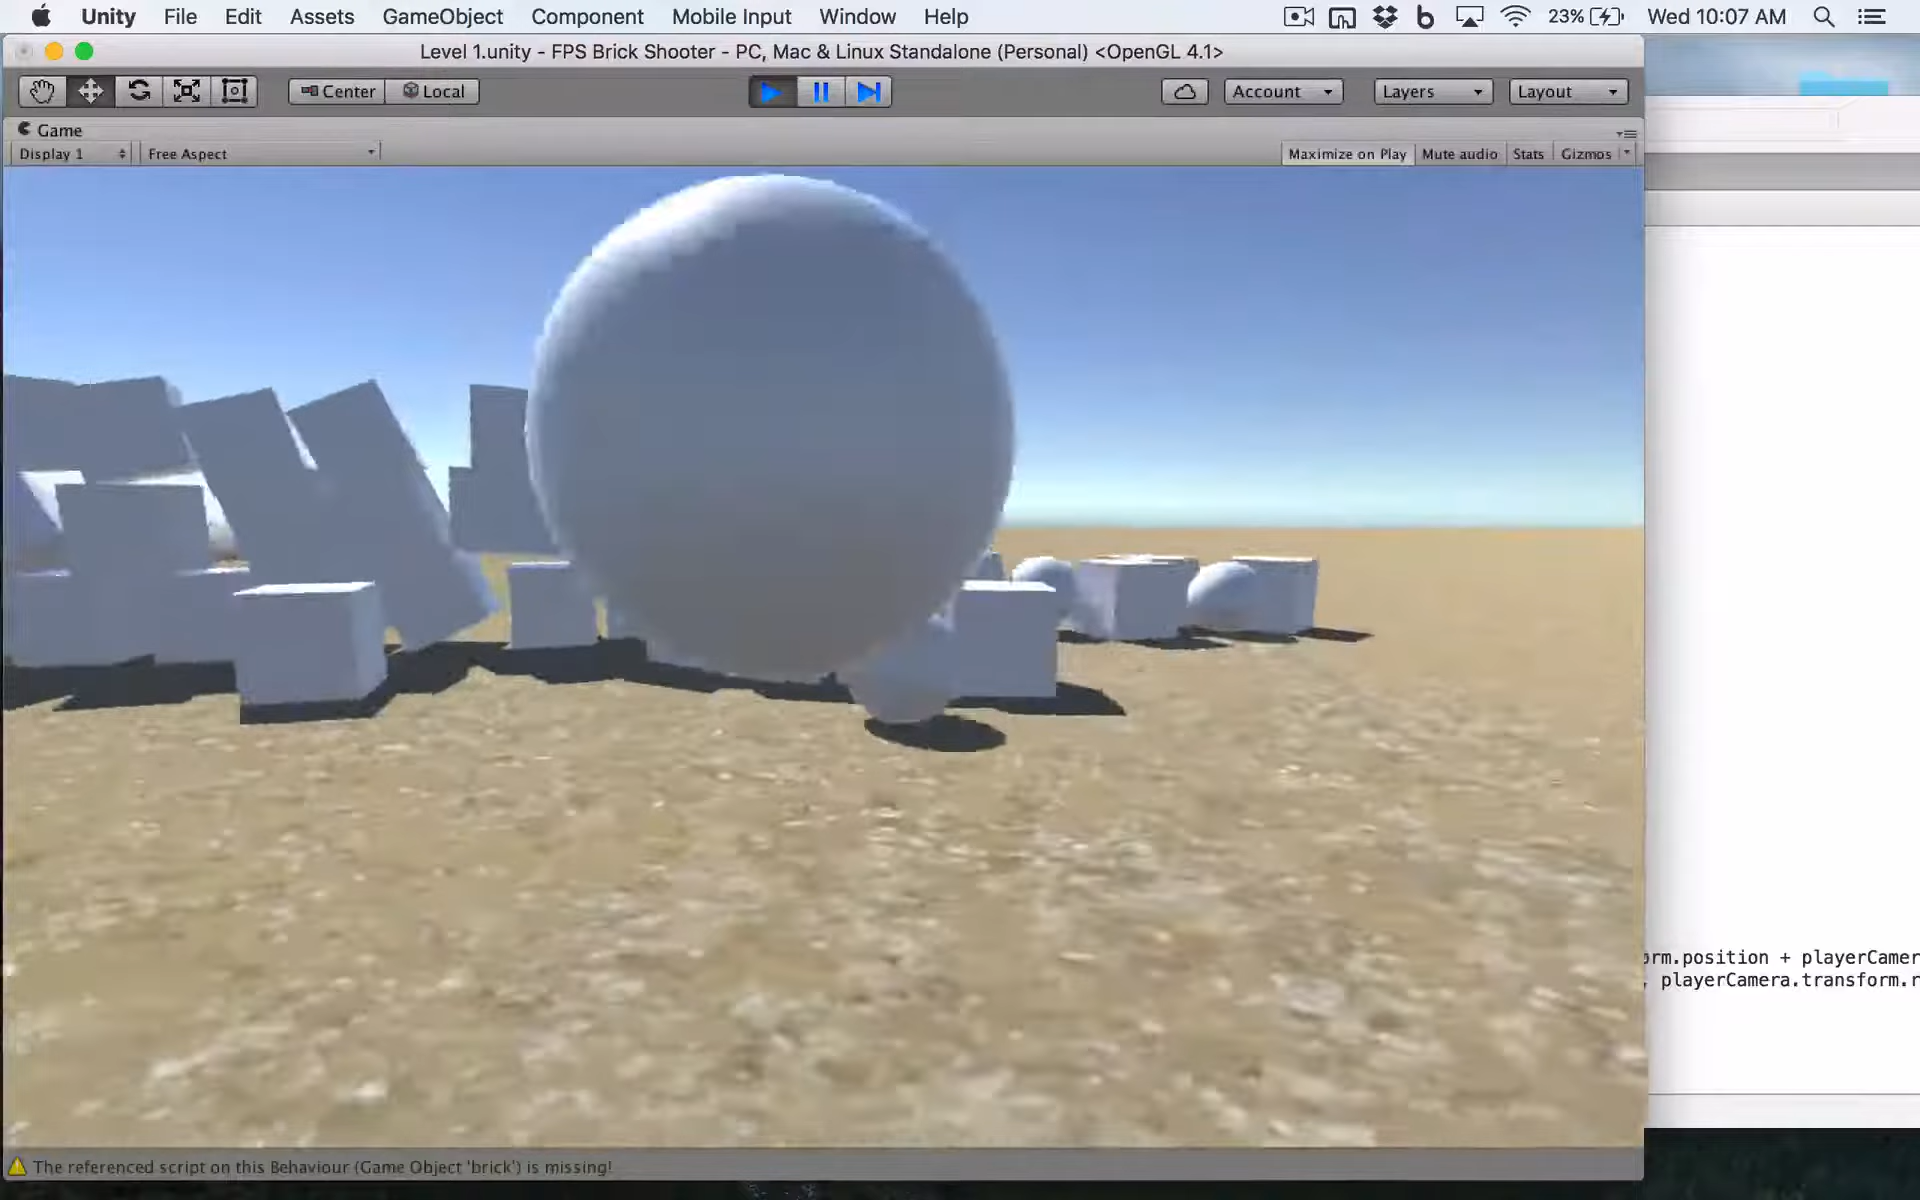 Unity File Edit Assets GameObject Component Mobile Input Window Help 23% Wed 10:07 AM
Level 1.unity - FPS Brick Shooter - PC, Mac & Linux Standalone (Personal) <OpenGL 4.1>
Center Local Account Layers Layout
Game
Display 1 Free Aspect Maximize on Play Mute audio Stats Gizmos
rm.position + playerCamer
, playerCamera.transform.r
The referenced script on this Behaviour (Game Object 'brick') is missing!